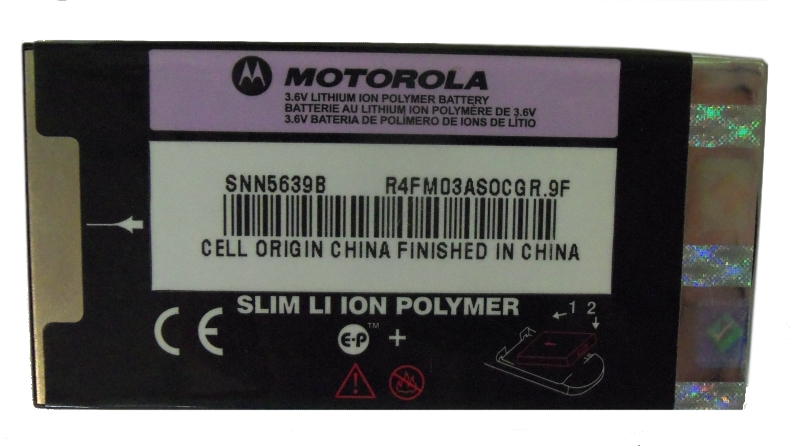 MOTOROLA
3.6V LITHIUM ION POLYMER BATTERY
BATTERIE AU LITHIUM ION POLYMÈRE DE 3.6V
3.6V BATERIA DE POLÍMERO DE IONS DE LÍTIO
SNN5639B R4FM03ASOCGR.9F
CELL ORIGIN CHINA FINISHED IN CHINA
SLIM LI ION POLYMER
CE
E-P™ +
1 2